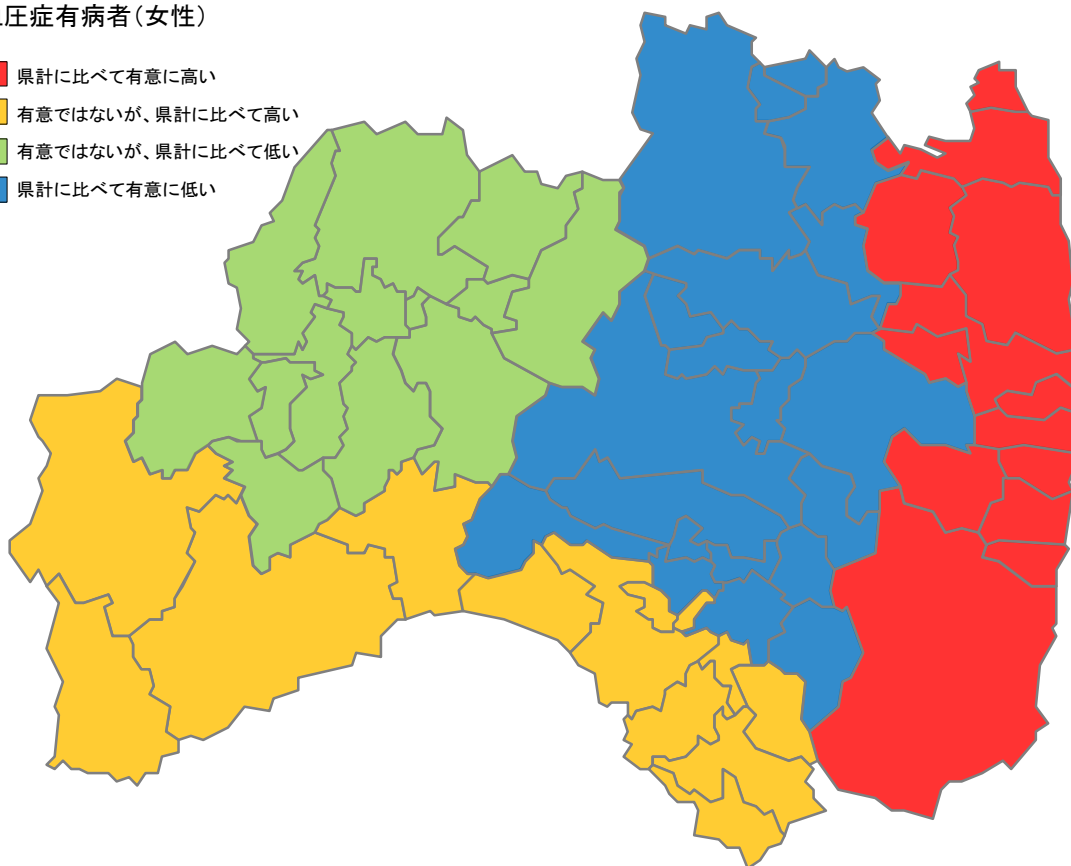 圧症有病者（女性）
県計に比べて有意に高い
有意ではないが、県計に比べて高い
有意ではないが、県計に比べて低い
県計に比べて有意に低い